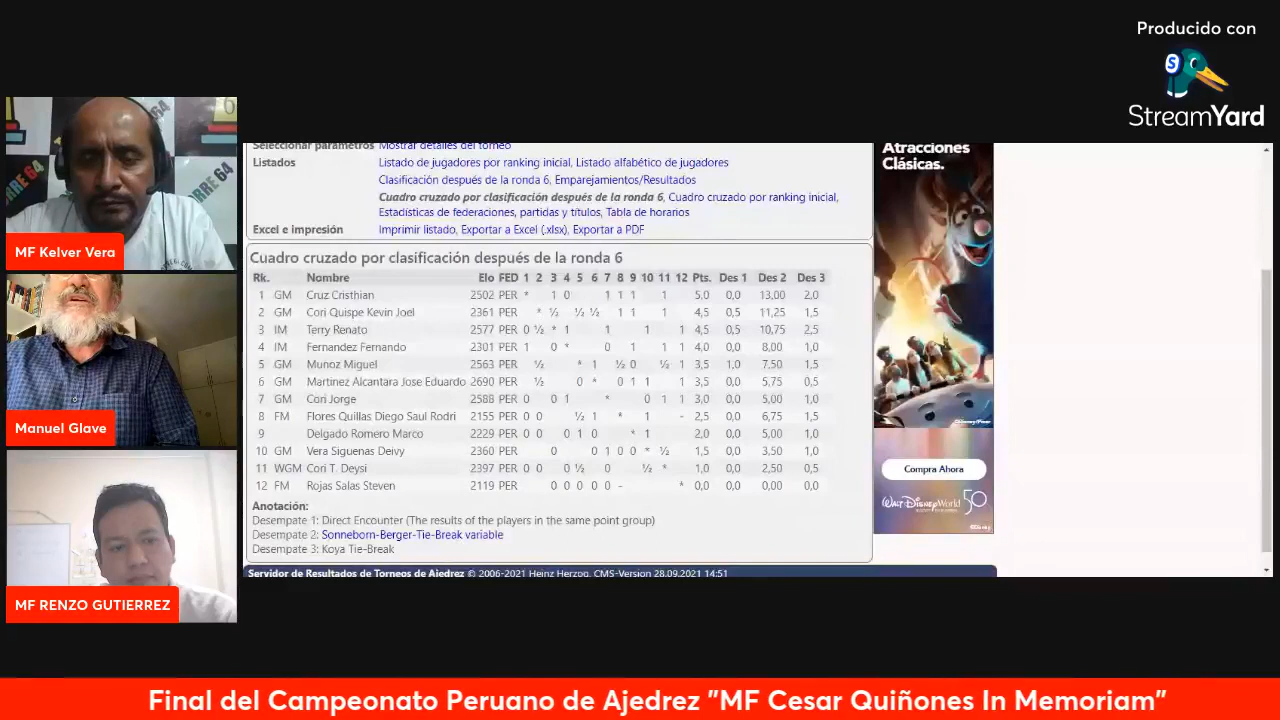 Producido con
S
StreamYard
6
ORRE 64
RRE 64
MF Kelver Vera
Manuel Glave
MF RENZO GUTIERREZ
Seleccionar parámetros Mostrar detalles del torneo
Listados Listado de jugadores por ranking inicial, Listado alfabético de jugadores
Clasificación después de la ronda 6, Emparejamientos/Resultados
Cuadro cruzado por clasificación después de la ronda 6, Cuadro cruzado por ranking inicial,
Estadísticas de federaciones, partidas y títulos, Tabla de horarios
Excel e impresión Imprimir listado, Exportar a Excel (.xlsx), Exportar a PDF
Cuadro cruzado por clasificación después de la ronda 6
Rk. Nombre Elo FED 1 2 3 4 5 6 7 8 9 10 11 12 Pts. Des 1 Des 2 Des 3
1 GM Cruz Cristhian 2502 PER * 1 0 1 1 1 1 5,0 0,0 13,00 2,0
2 GM Cori Quispe Kevin Joel 2361 PER * ½ ½ ½ 1 1 1 4,5 0,5 11,25 1,5
3 IM Terry Renato 2577 PER 0 ½ * 1 1 1 1 4,5 0,5 10,75 2,5
4 IM Fernandez Fernando 2301 PER 1 0 * 0 1 1 1 4,0 0,0 8,00 1,0
5 GM Munoz Miguel 2563 PER ½ * 1 ½ 0 ½ 1 3,5 1,0 7,50 1,5
6 GM Martinez Alcantara Jose Eduardo 2690 PER ½ 0 * 0 1 1 1 3,5 0,0 5,75 0,5
7 GM Cori Jorge 2588 PER 0 0 1 * 0 1 1 3,0 0,0 5,00 1,0
8 FM Flores Quillas Diego Saul Rodri 2155 PER 0 0 ½ 1 * 1 - 2,5 0,0 6,75 1,5
9 Delgado Romero Marco 2229 PER 0 0 0 1 0 * 1 2,0 0,0 5,00 1,0
10 GM Vera Siguenas Deivy 2360 PER 0 0 1 0 0 * ½ 1,5 0,0 3,50 1,0
11 WGM Cori T. Deysi 2397 PER 0 0 0 ½ 0 ½ * 1,0 0,0 2,50 0,5
12 FM Rojas Salas Steven 2119 PER 0 0 0 0 0 - * 0,0 0,0 0,00 0,0
Anotación:
Desempate 1: Direct Encounter (The results of the players in the same point group)
Desempate 2: Sonneborn-Berger-Tie-Break variable
Desempate 3: Koya Tie-Break
Servidor de Resultados de Torneos de Ajedrez © 2006-2021 Heinz Herzog, CMS-Version 28.09.2021 14:51
Atracciones
Clásicas.
Compra Ahora
Walt Disney World 50
Final del Campeonato Peruano de Ajedrez "MF Cesar Quiñones In Memoriam"